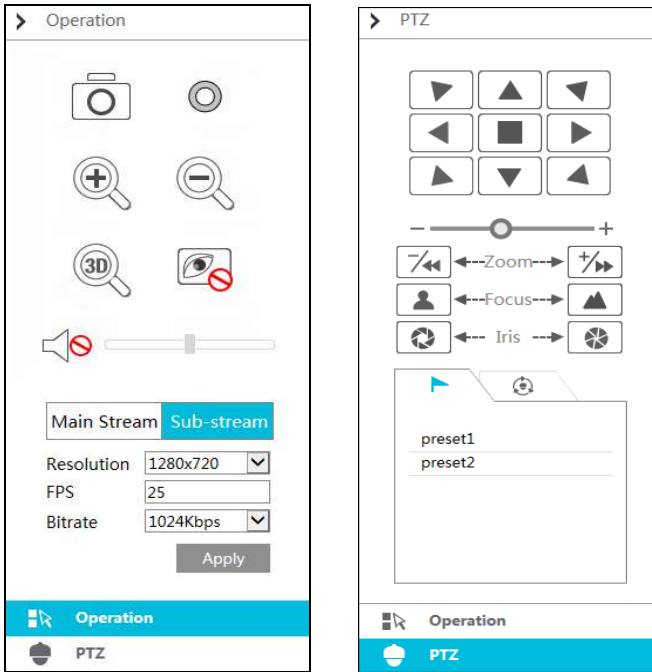 Operation
3D
Main Stream Sub-stream
Resolution 1280x720
FPS 25
Bitrate 1024Kbps
Apply
Operation
PTZ
PTZ
- +
Zoom
Focus
Iris
preset1
preset2
Operation
PTZ